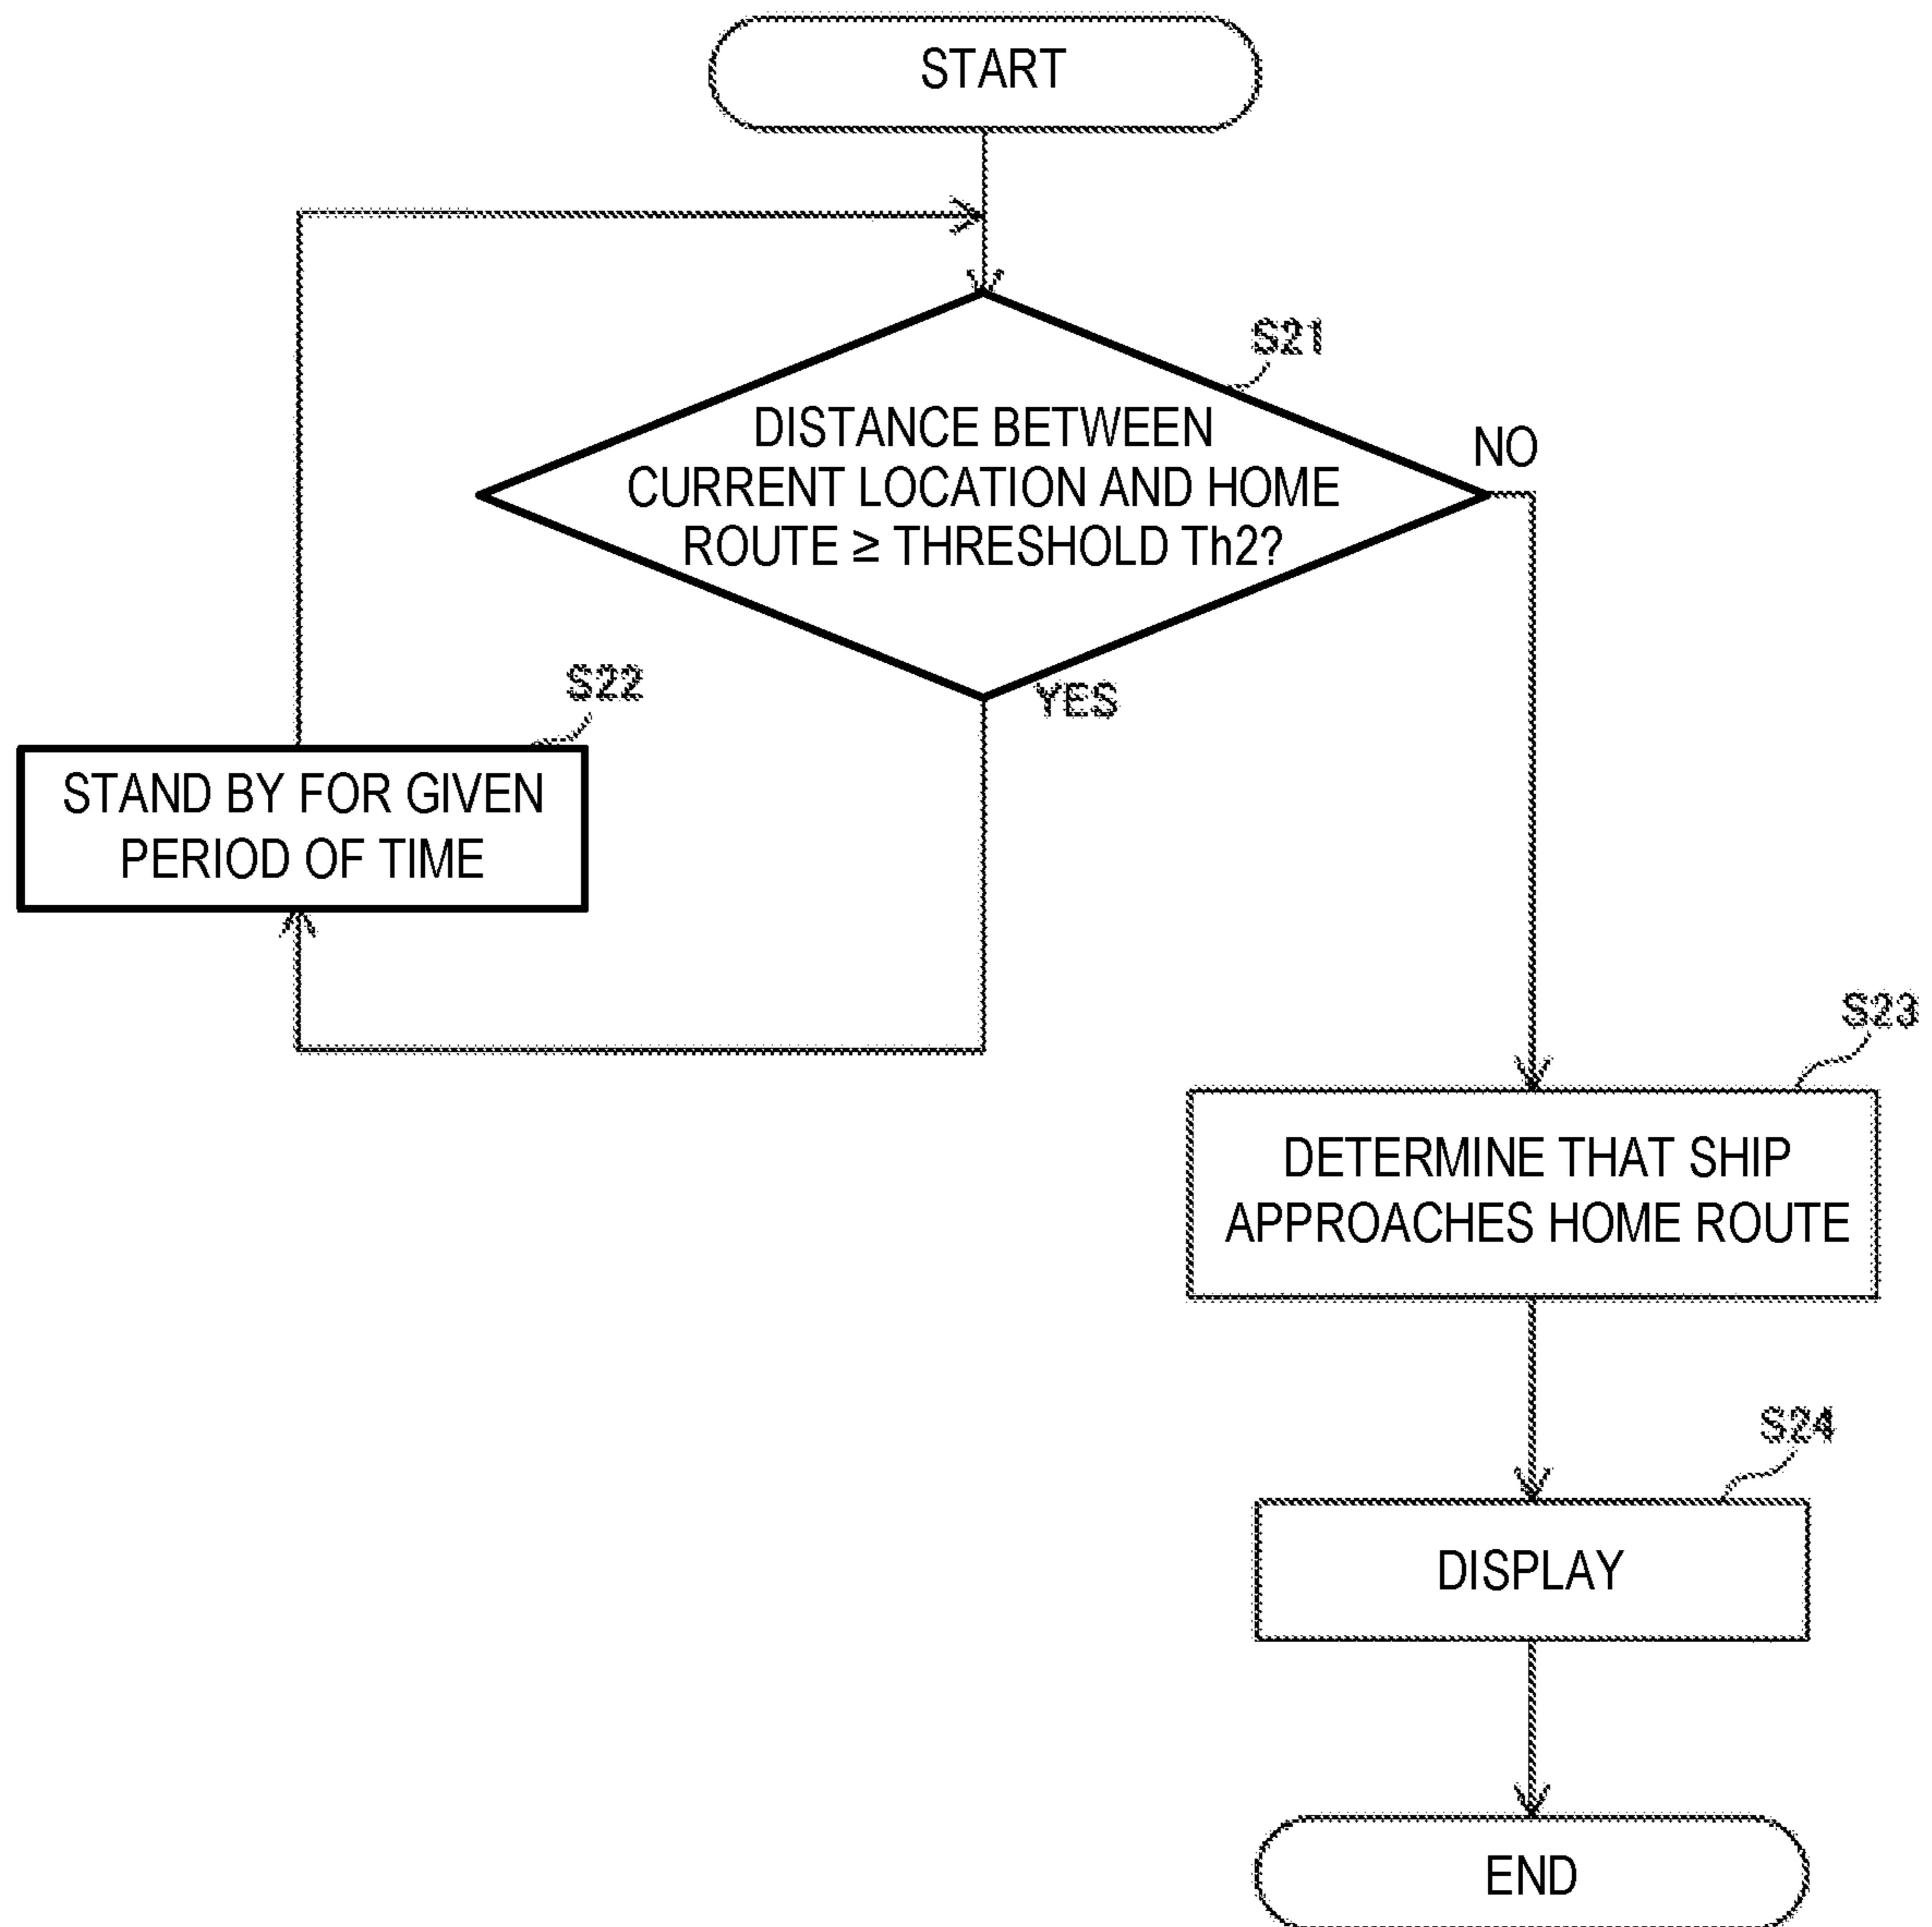 START
S21
DISTANCE BETWEEN
CURRENT LOCATION AND HOME
ROUTE ≥ THRESHOLD Th2?
NO
YES
S22
STAND BY FOR GIVEN
PERIOD OF TIME
S23
DETERMINE THAT SHIP
APPROACHES HOME ROUTE
S24
DISPLAY
END